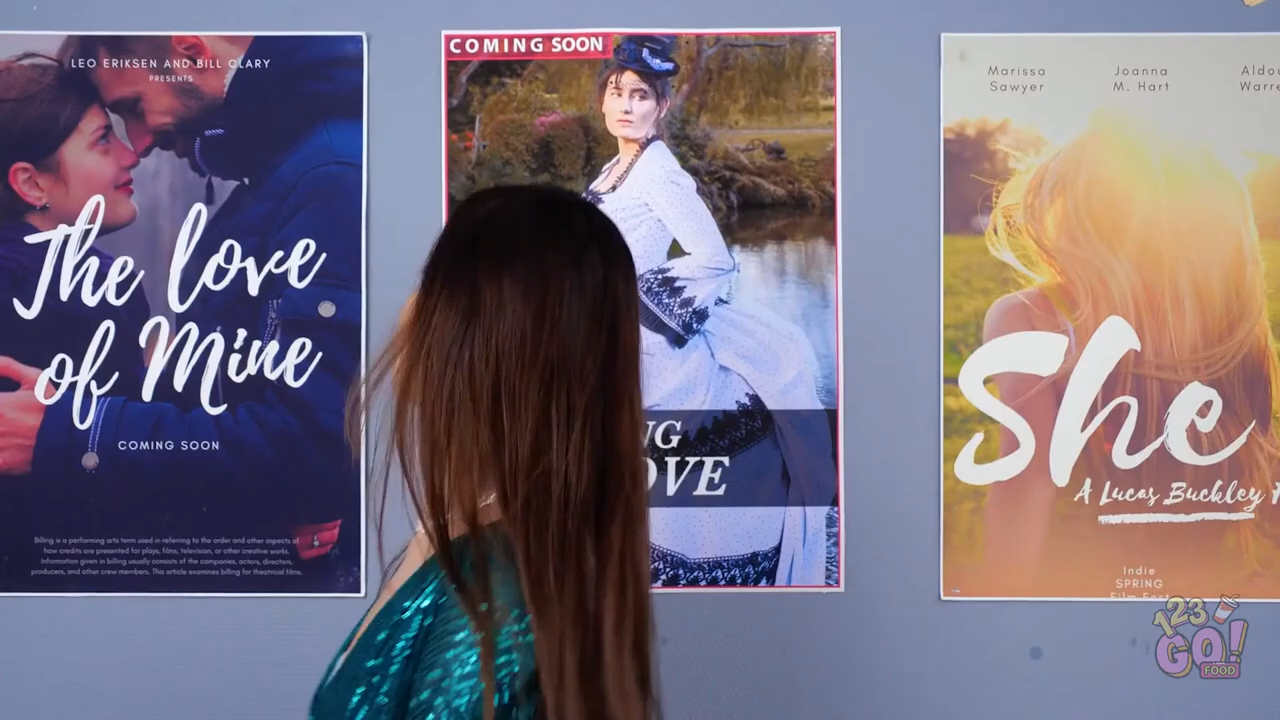 LEO ERIKSEN AND BILL CLARY
PRESENTS
The love
of Mine
COMING SOON
Billing is a performing arts term used in referring to the order and other aspects of
how credits are presented for plays, films, television, or other creative works.
Information given in billing usually consists of the companies, actors, directors,
producers, and other crew members. This article examines billing for theatrical films.
COMING SOON
NG
OVE
Marissa
Sawyer
Joanna
M. Hart
Aldou
Warre
She
A Lucas Buckley
Indie
SPRING
Film Fest
123
GO!
FOOD